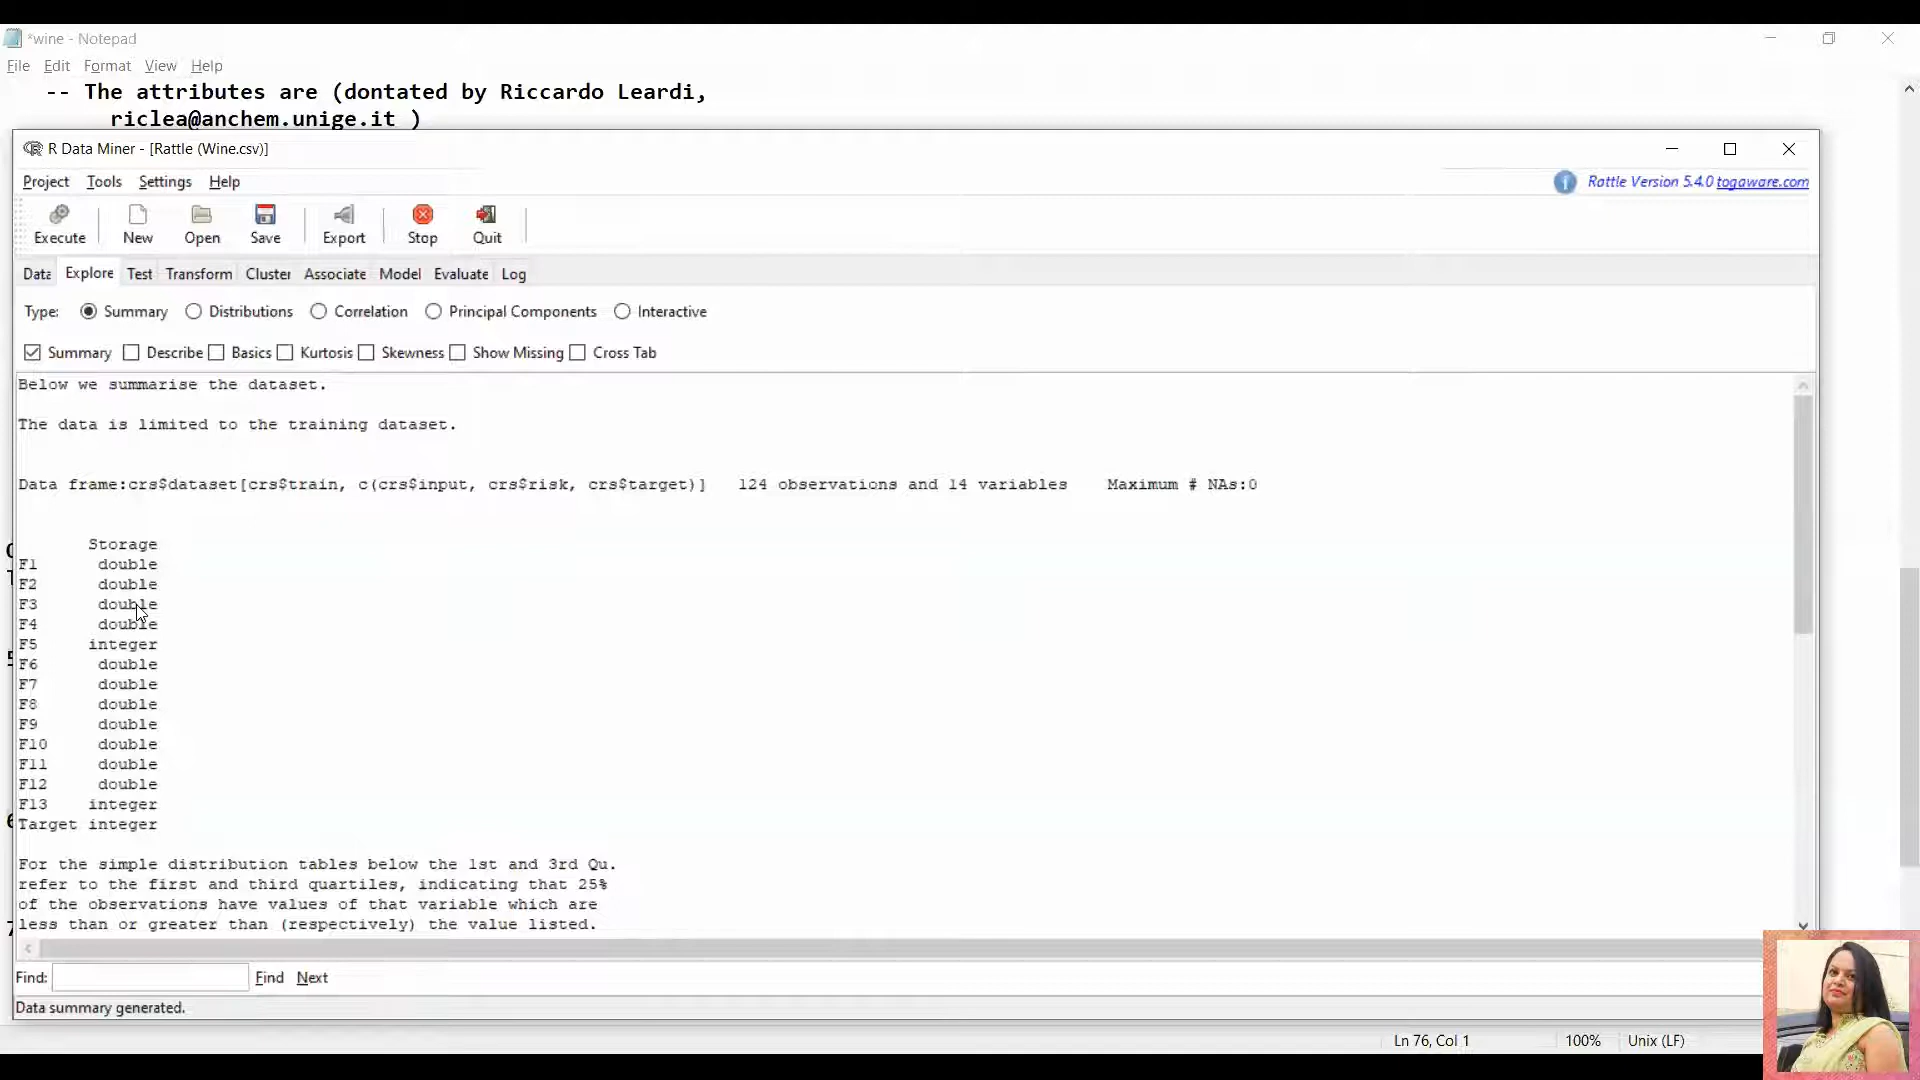 *wine - Notepad
File Edit Format View Help
-- The attributes are (dontated by Riccardo Leardi,
riclea@anchem.unige.it )
R Data Miner - [Rattle (Wine.csv)]
Project Tools Settings Help
Rattle Version 5.4.0 togaware.com
Execute New Open Save Export Stop Quit
Data Explore Test Transform Cluster Associate Model Evaluate Log
Type: Summary Distributions Correlation Principal Components Interactive
Summary Describe Basics Kurtosis Skewness Show Missing Cross Tab
Below we summarise the dataset.
The data is limited to the training dataset.
Data frame:crs$dataset[crs$train, c(crs$input, crs$risk, crs$target)] 124 observations and 14 variables Maximum # NAs:0
Storage
F1 double
F2 double
F3 double
F4 double
F5 integer
F6 double
F7 double
F8 double
F9 double
F10 double
F11 double
F12 double
F13 integer
Target integer
For the simple distribution tables below the 1st and 3rd Qu.
refer to the first and third quartiles, indicating that 25%
of the observations have values of that variable which are
less than or greater than (respectively) the value listed.
Find: Find Next
Data summary generated.
Ln 76, Col 1 100% Unix (LF)